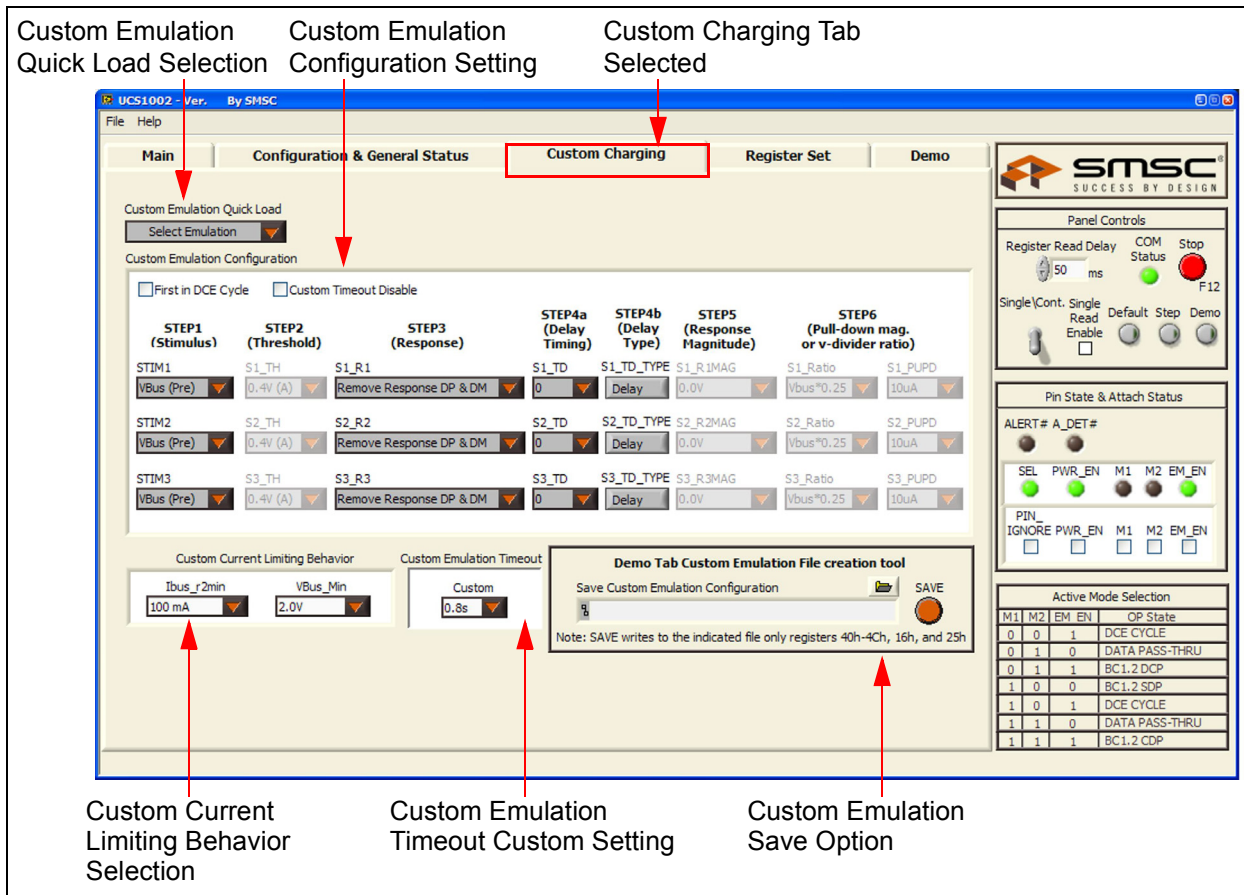 Custom Emulation
Quick Load Selection
Custom Emulation
Configuration Setting
Custom Charging Tab
Selected
UCS1002 - Ver. By SMSC
File Help
Main
Configuration & General Status
Custom Charging
Register Set
Demo
Custom Emulation Quick Load
Select Emulation
Custom Emulation Configuration
First in DCE Cycle
Custom Timeout Disable
STEP1
(Stimulus)
STEP2
(Threshold)
STEP3
(Response)
STEP4a
(Delay
Timing)
STEP4b
(Delay
Type)
STEP5
(Response
Magnitude)
STEP6
(Pull-down mag.
or v-divider ratio)
STIM1 S1_TH S1_R1 S1_TD S1_TD_TYPE S1_R1MAG S1_Ratio S1_PUPD
VBus (Pre) 0.4V (A) Remove Response DP & DM 0 Delay 0.0V Vbus*0.25 10uA
STIM2 S2_TH S2_R2 S2_TD S2_TD_TYPE S2_R2MAG S2_Ratio S2_PUPD
VBus (Pre) 0.4V (A) Remove Response DP & DM 0 Delay 0.0V Vbus*0.25 10uA
STIM3 S3_TH S3_R3 S3_TD S3_TD_TYPE S3_R3MAG S3_Ratio S3_PUPD
VBus (Pre) 0.4V (A) Remove Response DP & DM 0 Delay 0.0V Vbus*0.25 10uA
Custom Current Limiting Behavior
Ibus_r2min VBus_Min
100 mA 2.0V
Custom Emulation Timeout
Custom
0.8s
Demo Tab Custom Emulation File creation tool
Save Custom Emulation Configuration
SAVE
Note: SAVE writes to the indicated file only registers 40h-4Ch, 16h, and 25h
SMSC®
SUCCESS BY DESIGN
Panel Controls
Register Read Delay
50 ms
COM
Status
Stop
F12
Single\Cont.
Single
Read
Enable
Default Step Demo
Pin State & Attach Status
ALERT# A_DET#
SEL PWR_EN M1 M2 EM_EN
PIN_
IGNORE PWR_EN M1 M2 EM_EN
Active Mode Selection
M1 M2 EM EN OP State
0 0 1 DCE CYCLE
0 1 0 DATA PASS-THRU
0 1 1 BC1.2 DCP
1 0 0 BC1.2 SDP
1 0 1 DCE CYCLE
1 1 0 DATA PASS-THRU
1 1 1 BC1.2 CDP
Custom Current
Limiting Behavior
Selection
Custom Emulation
Timeout Custom Setting
Custom Emulation
Save Option